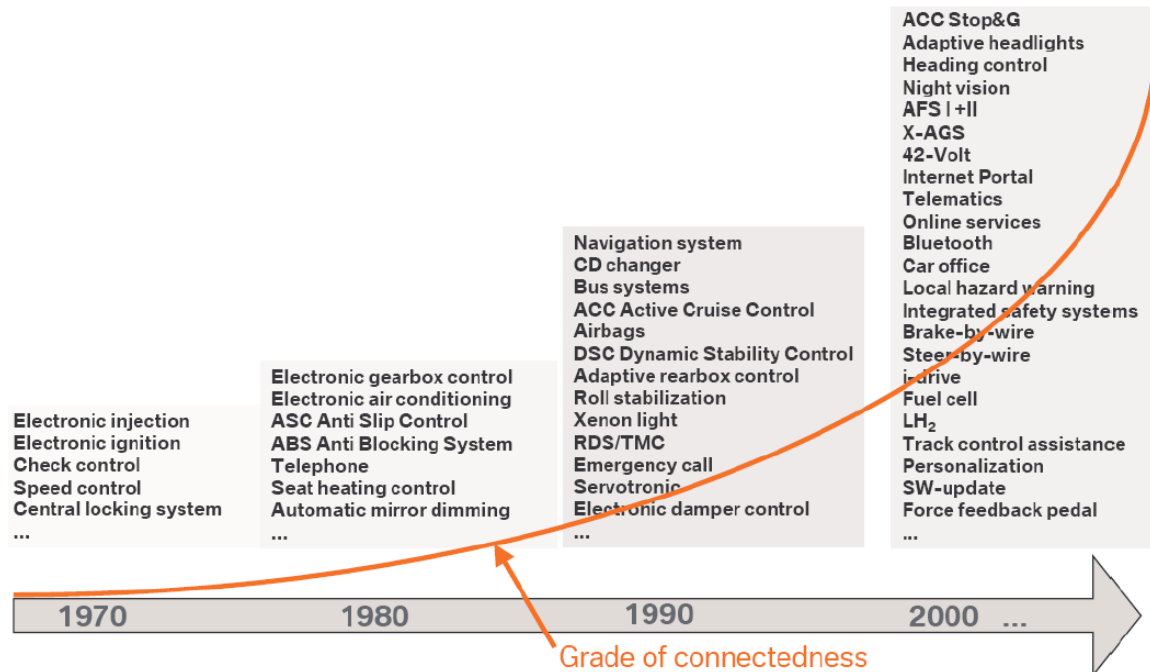 Electronic injection
Electronic ignition
Check control
Speed control
Central locking system
...
Electronic gearbox control
Electronic air conditioning
ASC Anti Slip Control
ABS Anti Blocking System
Telephone
Seat heating control
Automatic mirror dimming
...
Navigation system
CD changer
Bus systems
ACC Active Cruise Control
Airbags
DSC Dynamic Stability Control
Adaptive rearbox control
Roll stabilization
Xenon light
RDS/TMC
Emergency call
Servotronic
Electronic damper control
...
ACC Stop&G
Adaptive headlights
Heading control
Night vision
AFS I +II
X-AGS
42-Volt
Internet Portal
Telematics
Online services
Bluetooth
Car office
Local hazard warning
Integrated safety systems
Brake-by-wire
Steer-by-wire
i-drive
Fuel cell
LH₂
Track control assistance
Personalization
SW-update
Force feedback pedal
...
1970 1980 1990 2000 ...
Grade of connectedness